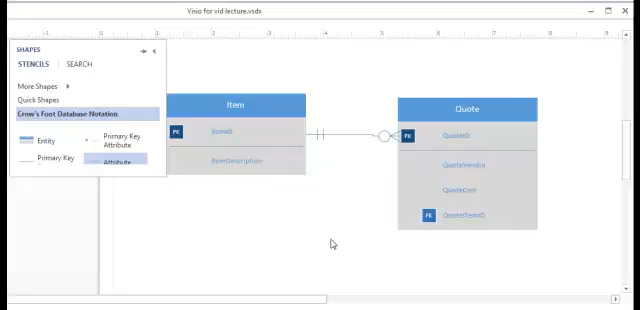 Visio for vid-lecture.vsdx
SHAPES
STENCILS SEARCH
More Shapes
Quick Shapes
Crow's Foot Database Notation
Entity
Primary Key Attribute
Primary Key
Attribute
Item
PK ItemID
ItemDescription
Quote
PK QuoteID
QuoteVendro
QuoteCost
FK QuoteItemID